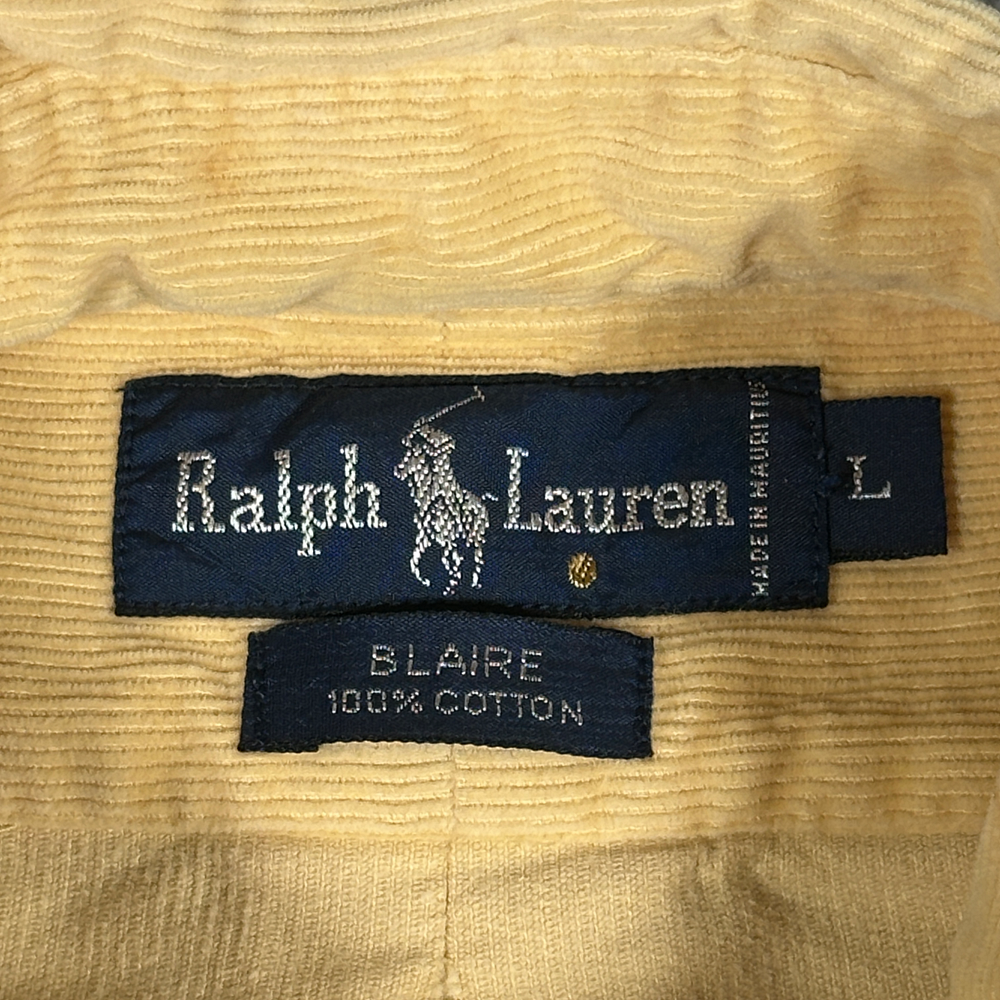 Ralph Lauren
MADE IN MAURITIUS
L
BLAIRE
100% COTTON